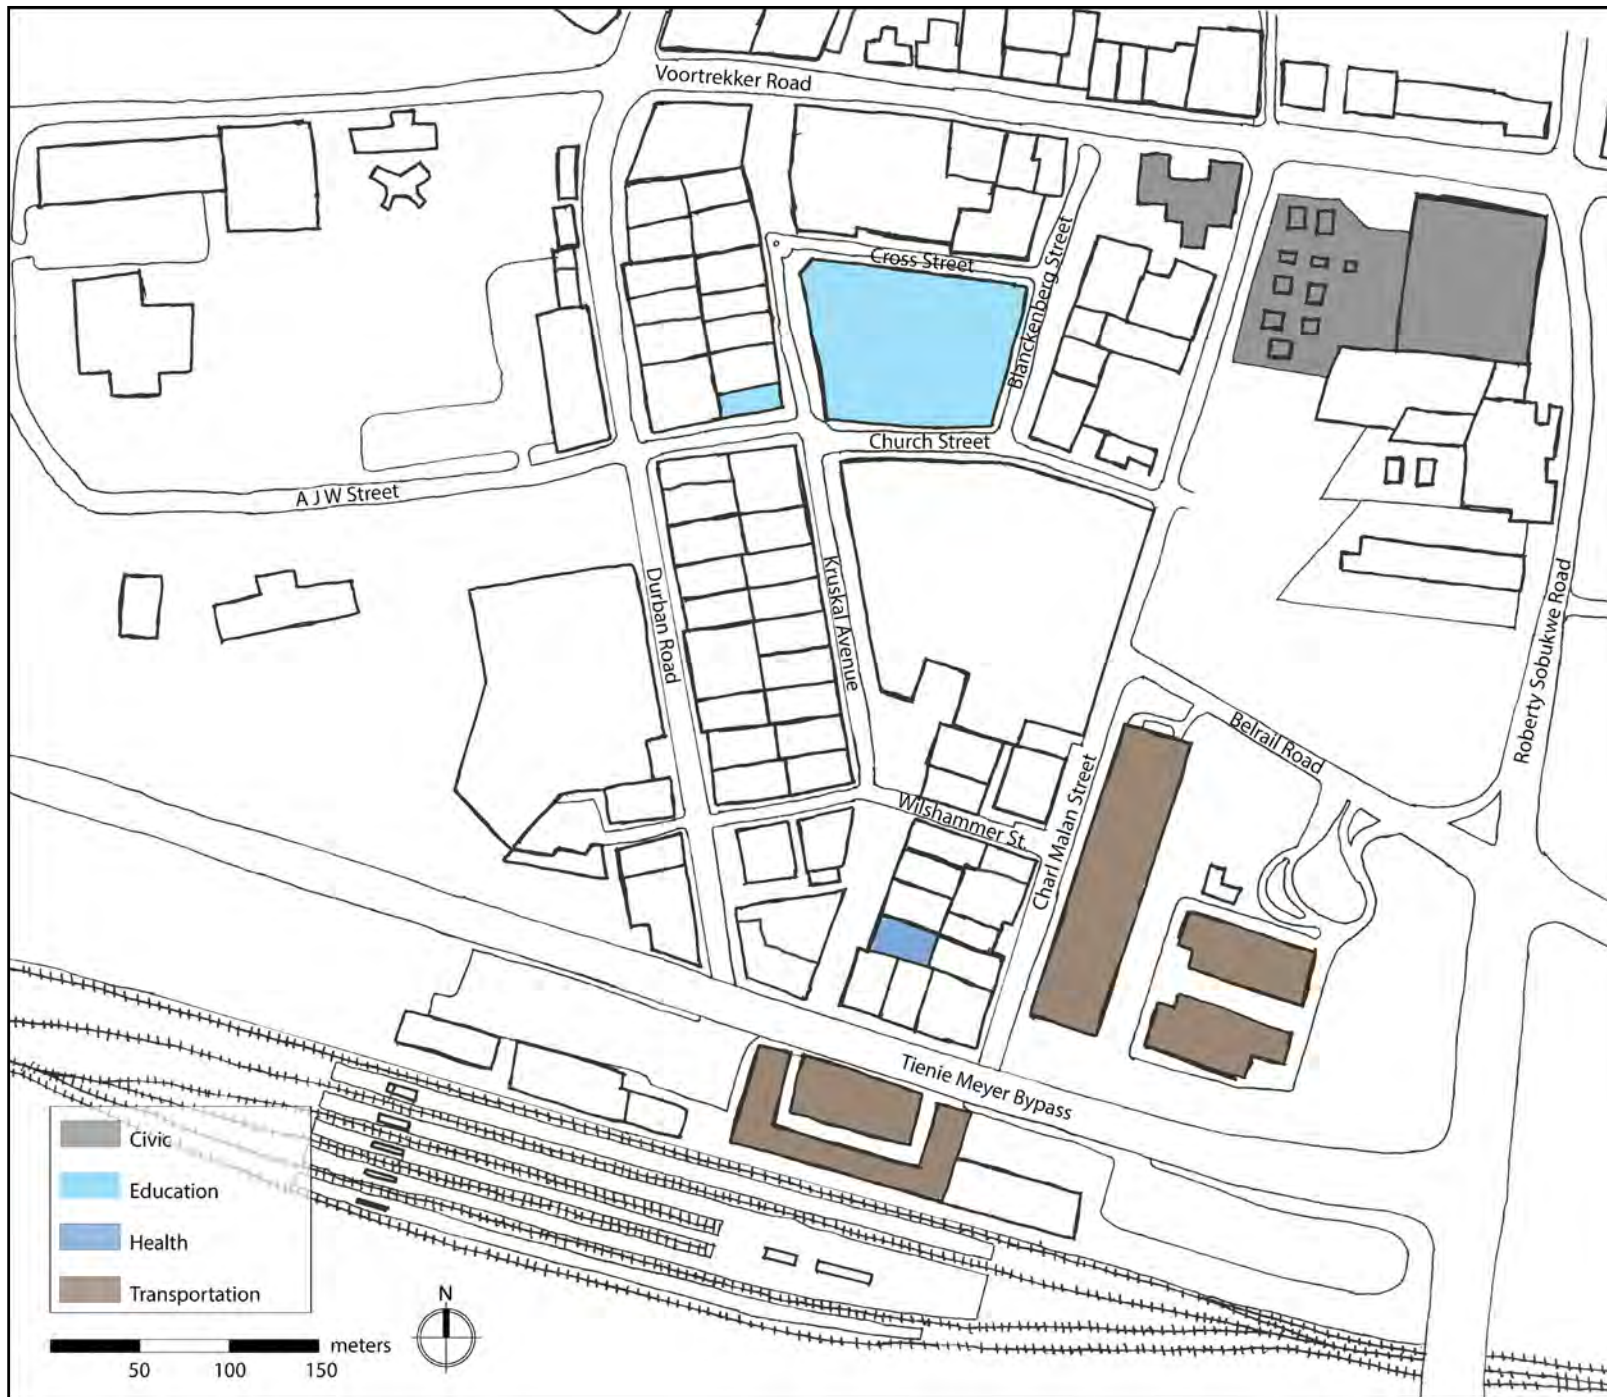 Voortrekker Road
Cross Street
Blanckenberg Street
Church Street
A J W Street
Durban Road
Kruskal Avenue
Roberty Sobukwe Road
Belrail Road
Wilshammer St.
Charl Malan Street
Tienie Meyer Bypass
Civic
Education
Health
Transportation
N
meters
50 100 150